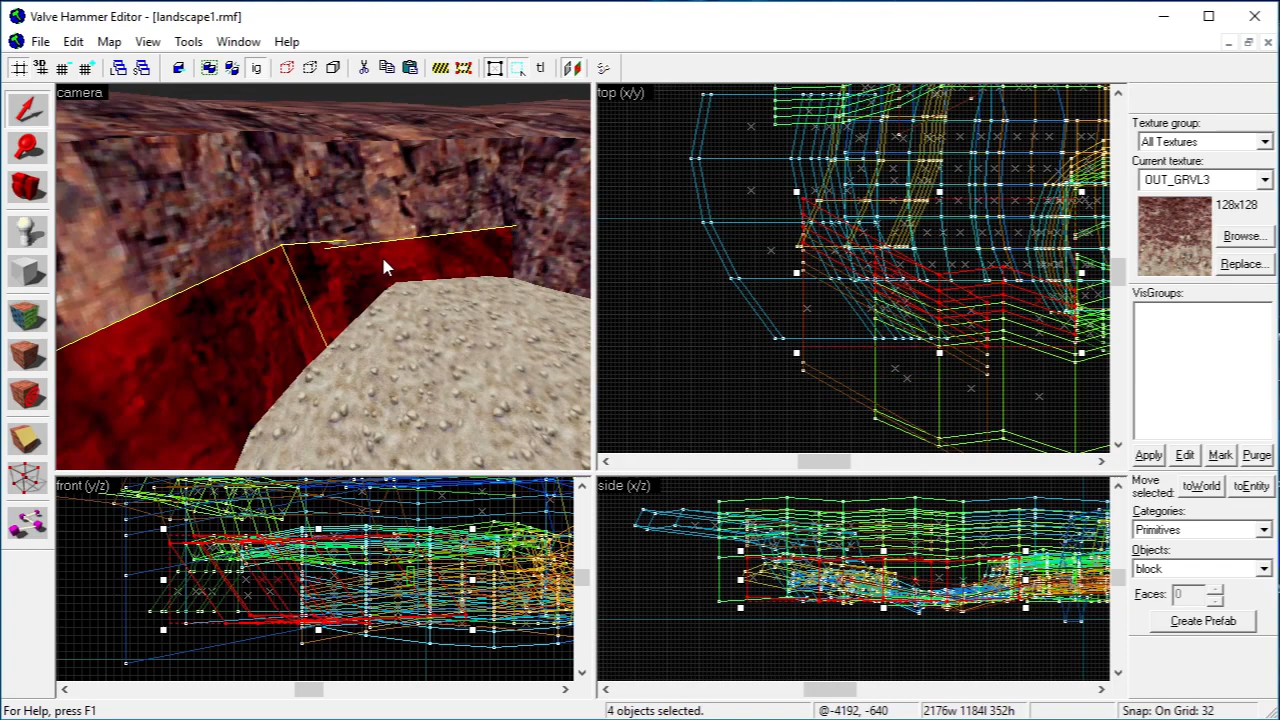 Valve Hammer Editor - [landscape1.rmf]
File Edit Map View Tools Window Help
3D
ig
tl
camera
top (x/y)
Texture group:
All Textures
Current texture:
OUT_GRVL3
128x128
Browse...
Replace...
VisGroups:
Apply Edit Mark Purge
front (y/z)
side (x/z)
Move selected: toWorld toEntity
Categories:
Primitives
Objects:
block
Faces: 0
Create Prefab
For Help, press F1
4 objects selected.
@-4192, -640
2176w 1184l 352h
Snap: On Grid: 32